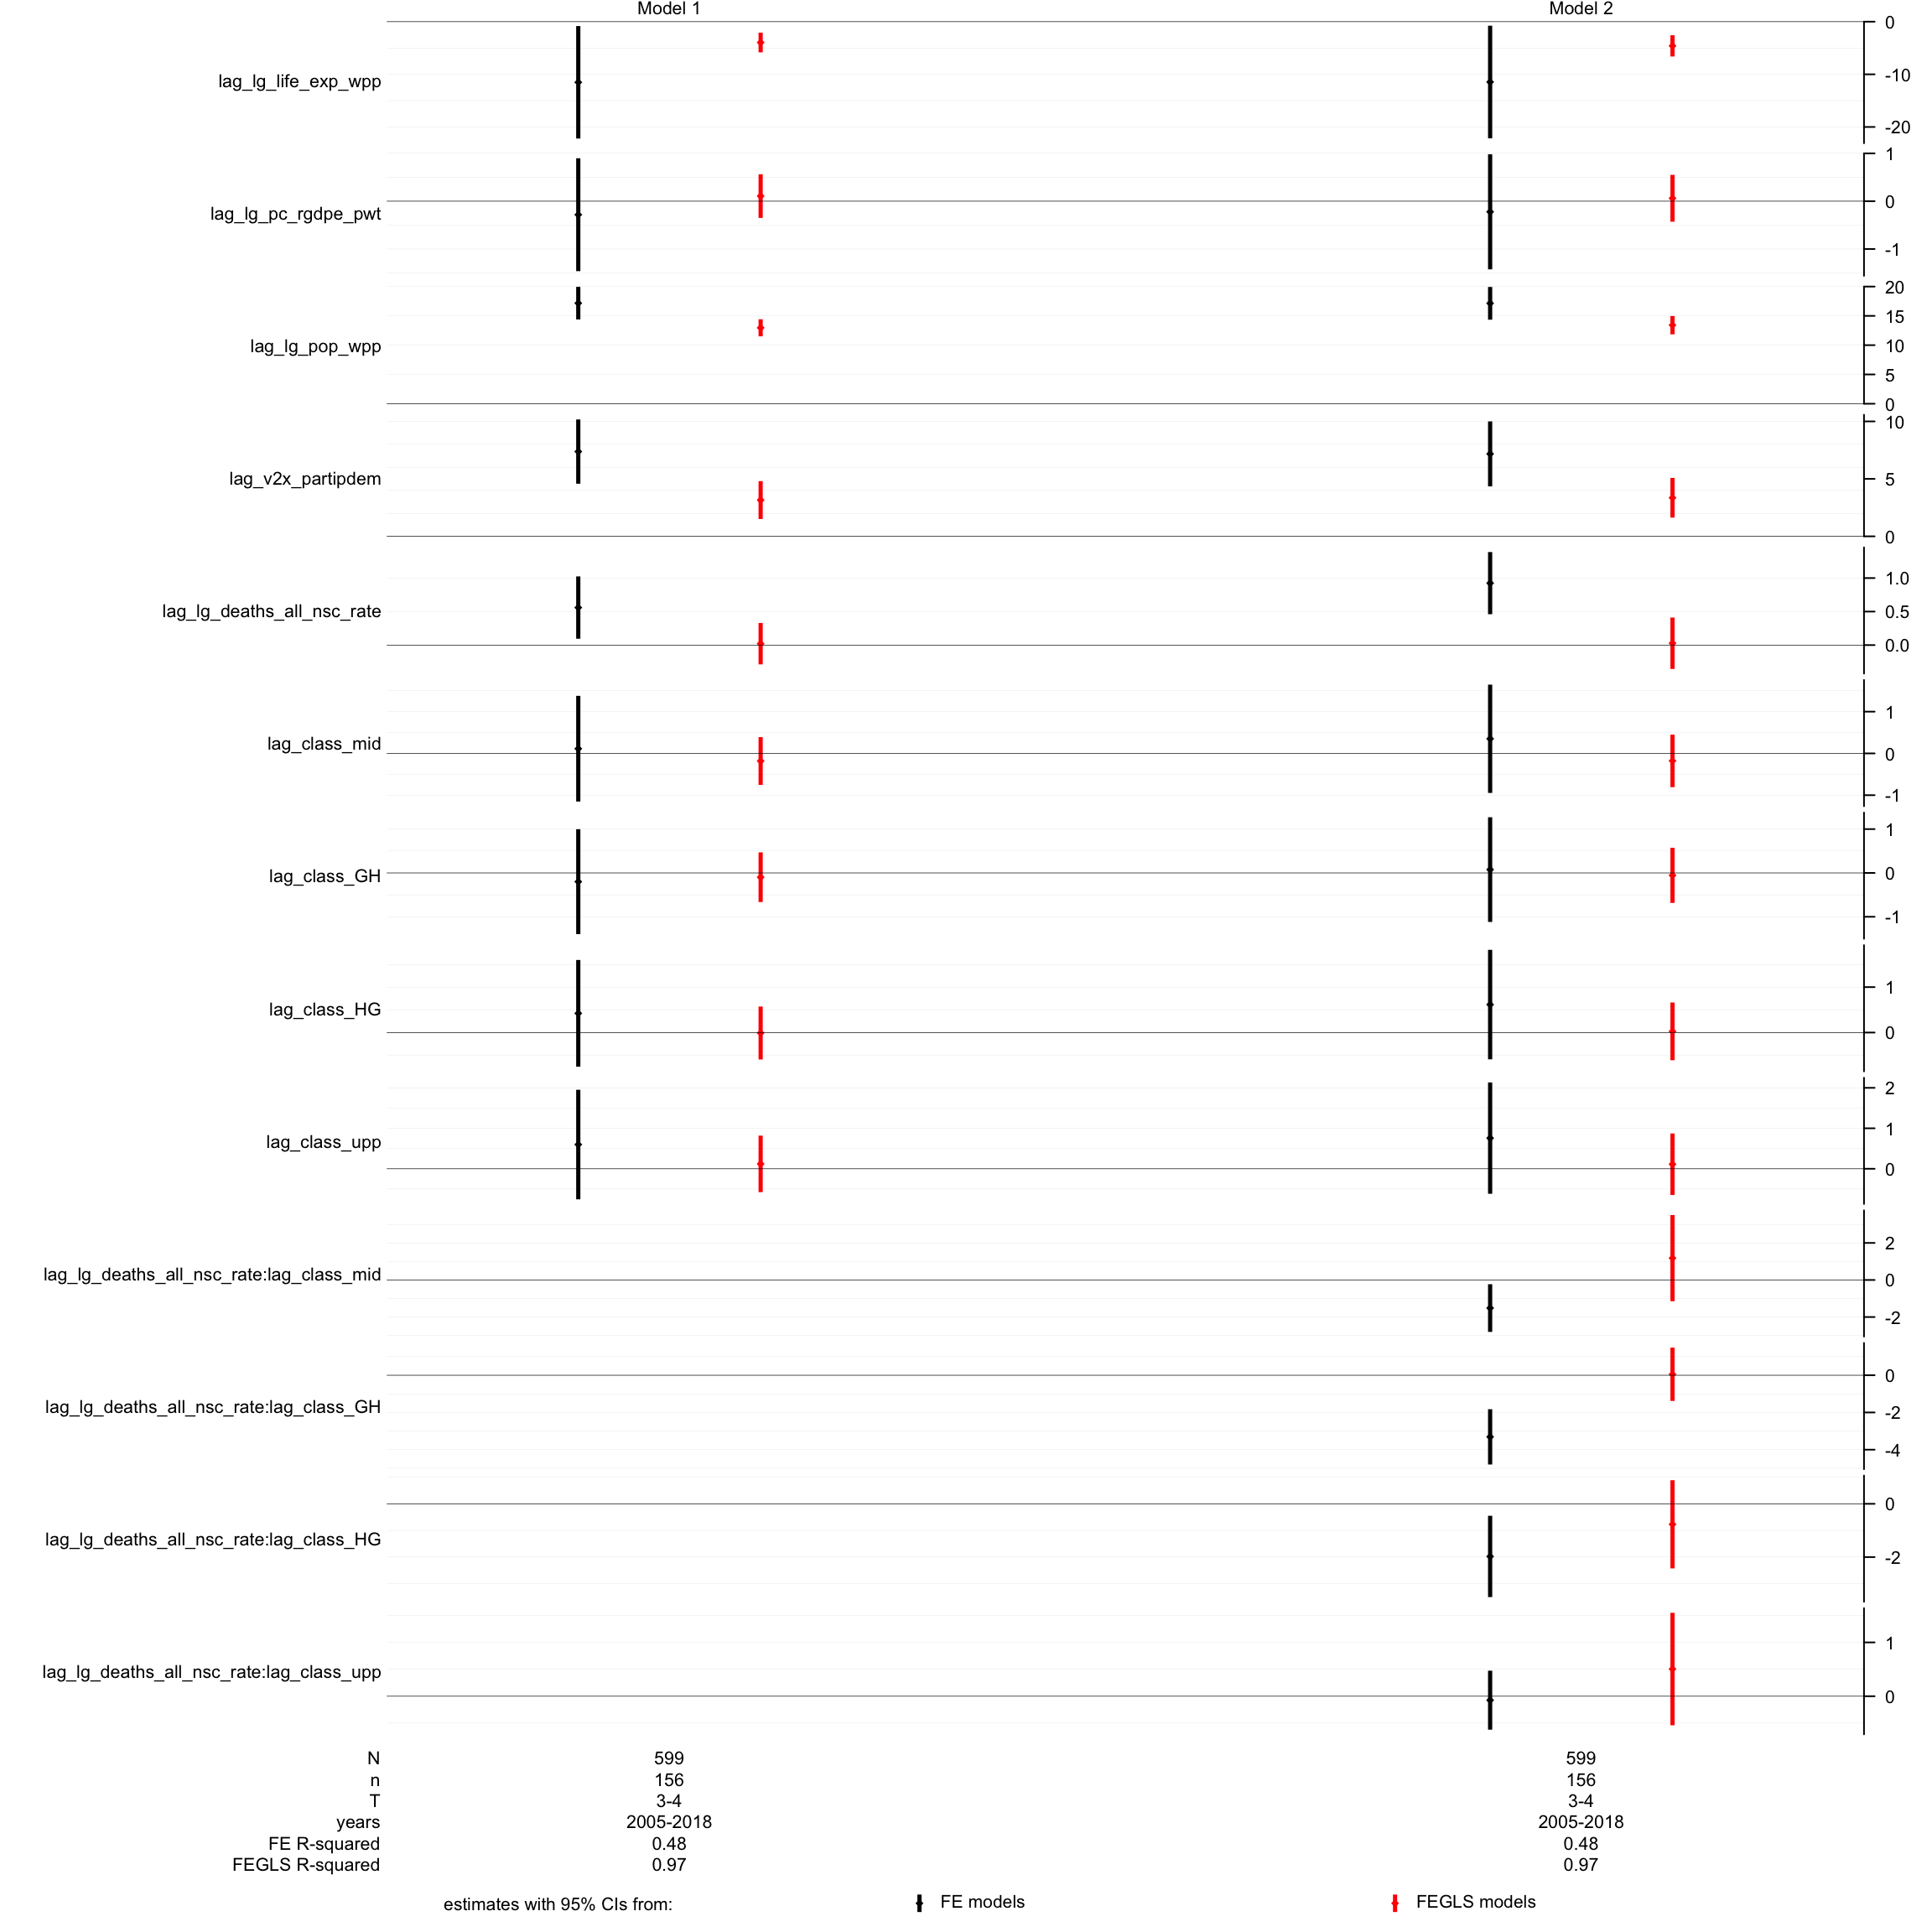 Model 1 Model 2
0
lag_lg_life_exp_wpp -10
-20
1
lag_lg_pc_rgdpe_pwt 0
-1
20
15
lag_lg_pop_wpp 10
5
0
10
lag_v2x_partipdem 5
0
1.0
lag_lg_deaths_all_nsc_rate 0.5
0.0
1
lag_class_mid 0
-1
1
lag_class_GH 0
-1
1
lag_class_HG 0
2
lag_class_upp 1
0
2
lag_lg_deaths_all_nsc_rate:lag_class_mid 0
-2
0
lag_lg_deaths_all_nsc_rate:lag_class_GH -2
-4
0
lag_lg_deaths_all_nsc_rate:lag_class_HG -2
1
lag_lg_deaths_all_nsc_rate:lag_class_upp 0
N 599 599
n 156 156
T 3-4 3-4
years 2005-2018 2005-2018
FE R-squared 0.48 0.48
FEGLS R-squared 0.97 0.97
estimates with 95% CIs from: FE models FEGLS models